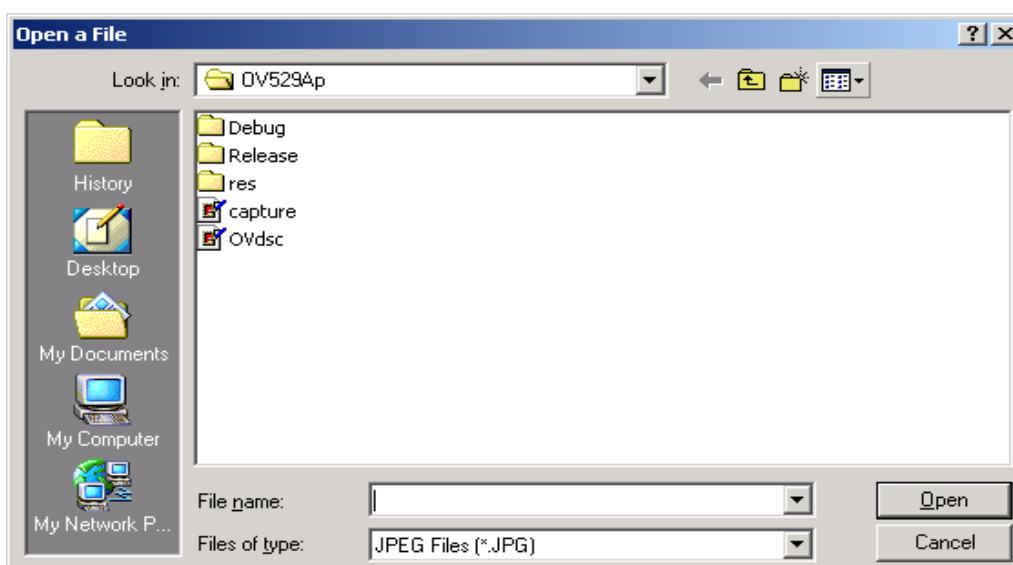 Open a File
Look in: OV529Ap
Debug
Release
res
capture
OVdsc
History
Desktop
My Documents
My Computer
My Network P...
File name:
Open
Files of type: JPEG Files (*.JPG)
Cancel